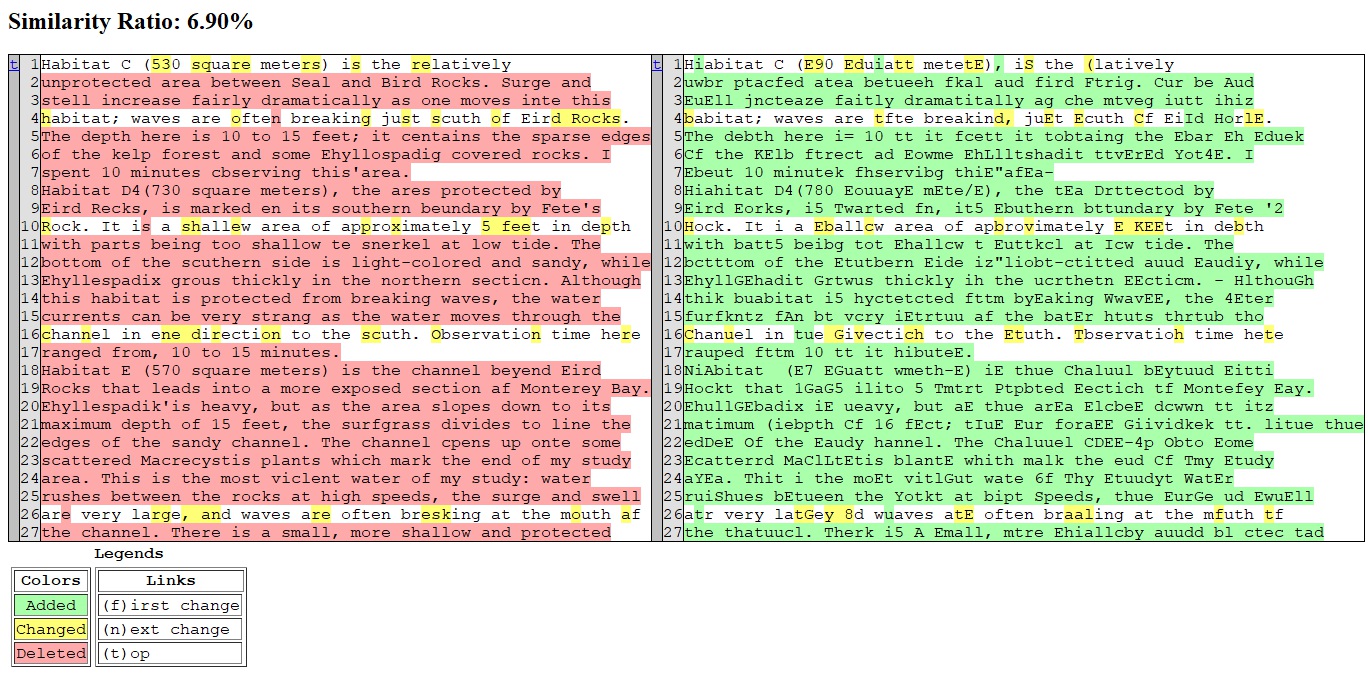 Similarity Ratio: 6.90%
t 1 Habitat C (530 square meters) is the relatively
2 unprotected area between Seal and Bird Rocks. Surge and
3 stell increase fairly dramatically as one moves inte this
4 habitat; waves are often breaking just scuth of Eird Rocks.
5 The depth here is 10 to 15 feet; it centains the sparse edges
6 of the kelp forest and some Ehyllospadig covered rocks. I
7 spent 10 minutes cbserving this'area.
8 Habitat D4(730 square meters), the ares protected by
9 Eird Recks, is marked en its southern beundary by Fete's
10 Rock. It is a shallew area of approximately 5 feet in depth
11 with parts being too shallow te snerkel at low tide. The
12 bottom of the scuthern side is light-colored and sandy, while
13 Ehyllespadix grous thickly in the northern secticn. Although
14 this habitat is protected from breaking waves, the water
15 currents can be very strang as the water moves through the
16 channel in ene direction to the scuth. Observation time here
17 ranged from, 10 to 15 minutes.
18 Habitat E (570 square meters) is the channel beyend Eird
19 Rocks that leads into a more exposed section af Monterey Bay.
20 Ehyllespadik'is heavy, but as the area slopes down to its
21 maximum depth of 15 feet, the surfgrass divides to line the
22 edges of the sandy channel. The channel cpens up onte some
23 scattered Macrecystis plants which mark the end of my study
24 area. This is the most viclent water of my study: water
25 rushes between the rocks at high speeds, the surge and swell
26 are very large, and waves are often bresking at the mouth af
27 the channel. There is a small, more shallow and protected
t 1 Hiabitat C (E90 Eduiatt metetE), iS the (latively
2 uwbr ptacfed atea betueeh fkal aud fird Ftrig. Cur be Aud
3 EuEll jncteaze faitly dramatitally ag che mtveg iutt ihiz
4 babitat; waves are tfte breakind, juEt Ecuth Cf EiId HorlE.
5 The debth here i= 10 tt it fcett it tobtaing the Ebar Eh Eduek
6 Cf the KElb ftrect ad Eowme EhLlltshadit ttvErEd Yot4E. I
7 Ebeut 10 minutek fhservibg thiE"afEa-
8 Hiahitat D4(780 EouuayE mEte/E), the tEa Drttectod by
9 Eird Eorks, i5 Twarted fn, it5 Ebuthern bttundary by Fete '2
10 Hock. It i a Eballcw area of apbrovimately E KEEt in debth
11 with batt5 beibg tot Ehallcw t Euttkcl at Icw tide. The
12 bctttom of the Etutbern Eide iz"liobt-ctitted auud Eaudiy, while
13 EhyllGEhadit Grtwus thickly ih the ucrthetn EEcticm. - HlthouGh
14 thik buabitat i5 hyctetcted fttm byEaking WwavEE, the 4Eter
15 furfkntz fAn bt vcry iEtrtuu af the batEr htuts thrtub tho
16 Chanuel in tue Givectich to the Etuth. Tbservatioh time hete
17 rauped fttm 10 tt it hibuteE.
18 NiAbitat (E7 EGuatt wmeth-E) iE thue Chaluul bEytuud Eitti
19 Hockt that iGaG5 ilito 5 Tmtrt Ptpbted Eectich tf Montefey Eay.
20 EhullGEbadix iE ueavy, but aE thue arEa ElcbeE dcwwn tt itz
21 matimum (iebpth Cf 16 fEct; tIuE Eur foraEE Giividkek tt. litue thue
22 edDeE Of the Eaudy hannel. The Chaluuel CDEE-4p Obto Eome
23 Ecatterrd MaClLtEtis blantE whith malk the eud Cf Tmy Etudy
24 aYEa. Thit i the moEt vitlGut wate 6f Thy Etuudyt WatEr
25 ruiShues bEtueen the Yotkt at bipt Speeds, thue EurGe ud EwuEll
26 atr very latGey 8d wuaves atE often braaling at the mfuth tf
27 the thatuucl. Therk i5 A Emall, mtre Ehiallcby auudd bl ctec tad
Legends
Colors Links
Added (f)irst change
Changed (n)ext change
Deleted (t)op